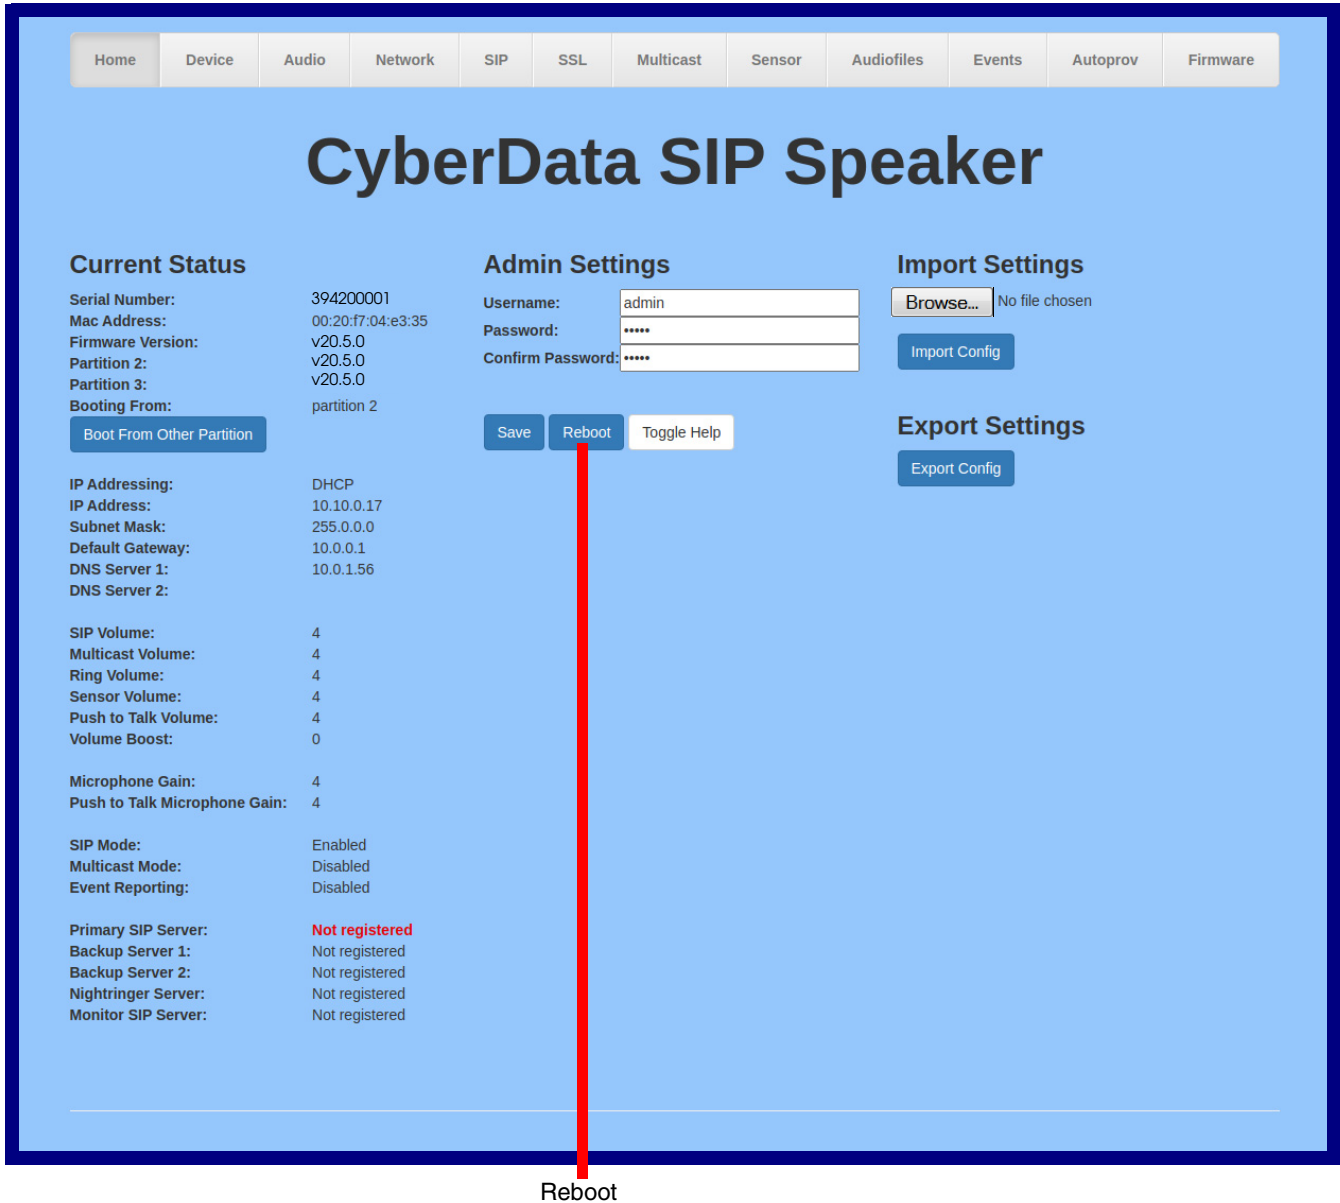 Home Device Audio Network SIP SSL Multicast Sensor Audiofiles Events Autoprov Firmware
CyberData SIP Speaker
Current Status
Serial Number: 394200001
Mac Address: 00:20:f7:04:e3:35
Firmware Version: v20.5.0
Partition 2: v20.5.0
Partition 3: v20.5.0
Booting From: partition 2
Boot From Other Partition
IP Addressing: DHCP
IP Address: 10.10.0.17
Subnet Mask: 255.0.0.0
Default Gateway: 10.0.0.1
DNS Server 1: 10.0.1.56
DNS Server 2:
SIP Volume: 4
Multicast Volume: 4
Ring Volume: 4
Sensor Volume: 4
Push to Talk Volume: 4
Volume Boost: 0
Microphone Gain: 4
Push to Talk Microphone Gain: 4
SIP Mode: Enabled
Multicast Mode: Disabled
Event Reporting: Disabled
Primary SIP Server: Not registered
Backup Server 1: Not registered
Backup Server 2: Not registered
Nightringer Server: Not registered
Monitor SIP Server: Not registered
Admin Settings
Username: admin
Password: •••••
Confirm Password: •••••
Save Reboot Toggle Help
Import Settings
Browse... No file chosen
Import Config
Export Settings
Export Config
Reboot